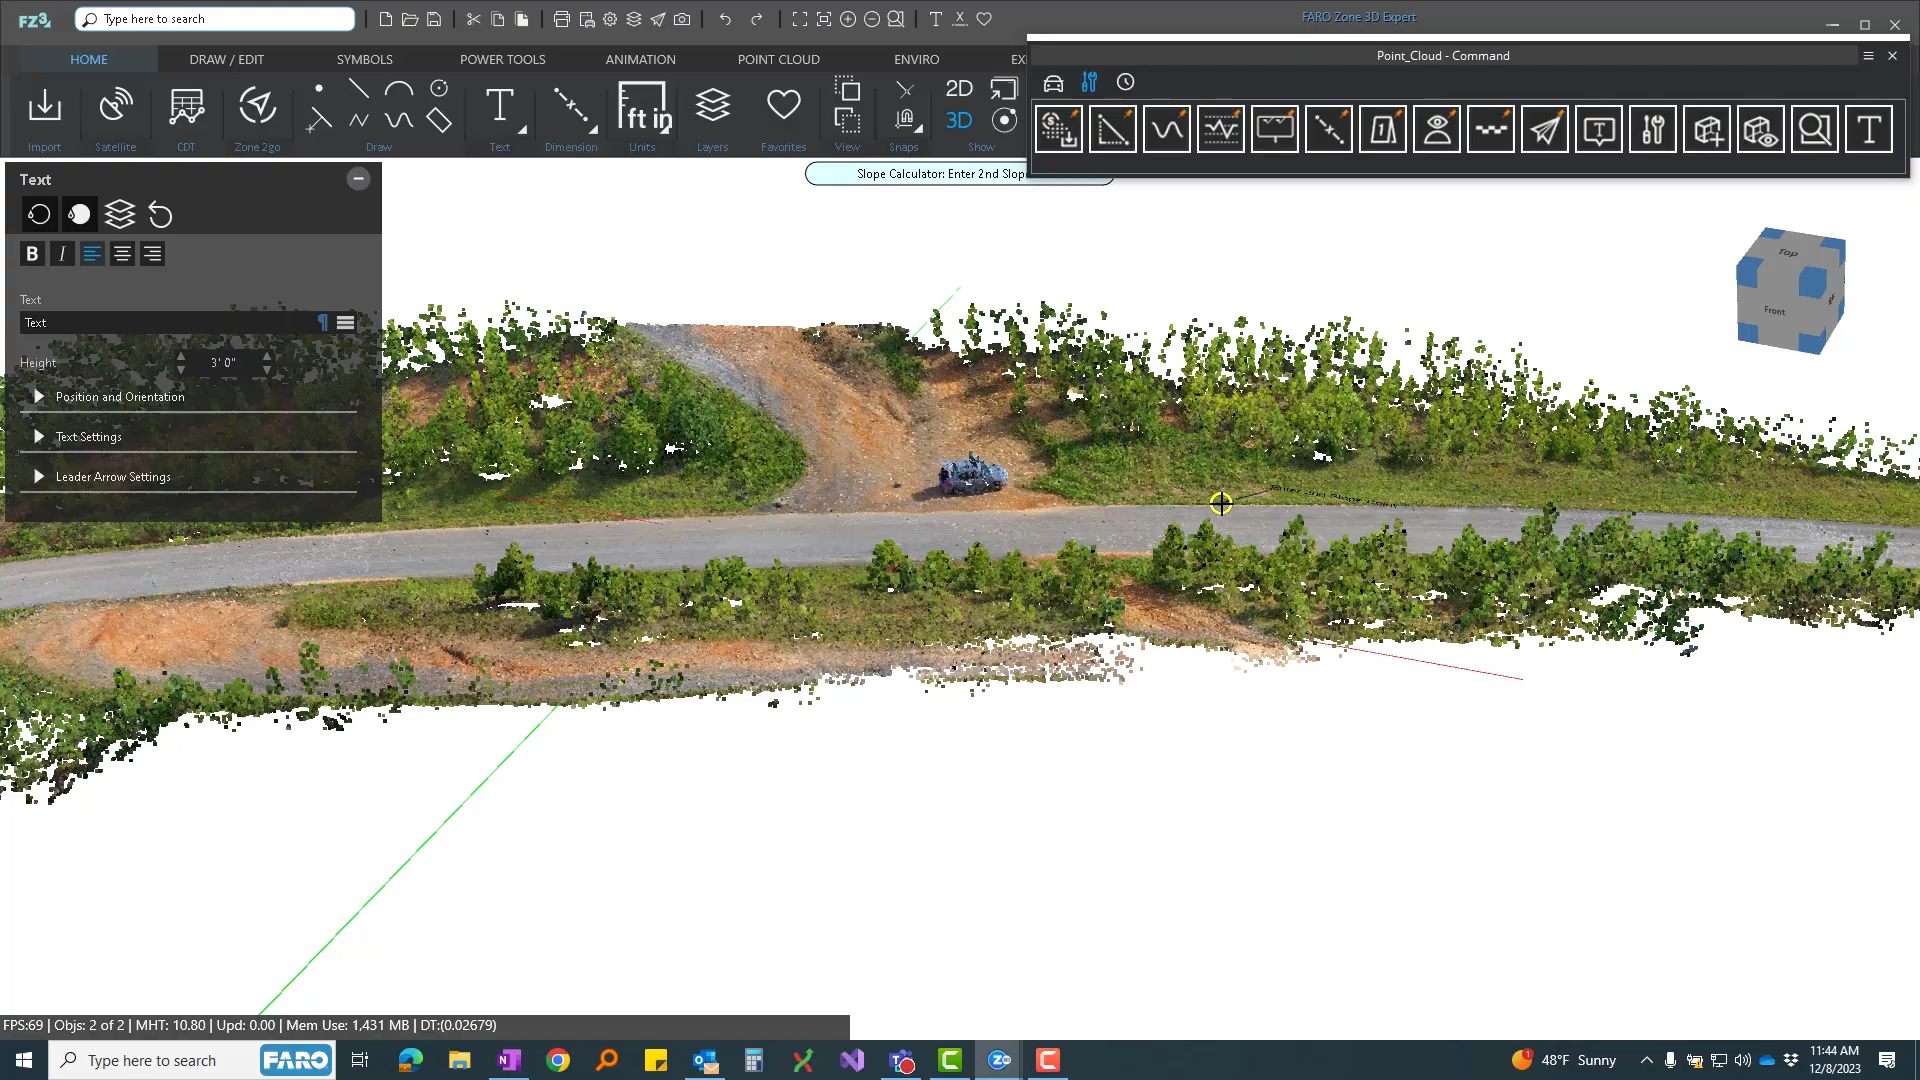 FZ3
Type here to search
FARO Zone 3D Expert
HOME
DRAW / EDIT
SYMBOLS
POWER TOOLS
ANIMATION
POINT CLOUD
ENVIRO
Point_Cloud - Command
ft in
2D
3D
Import
Satellite
CDT
Zone 2go
Draw
Text
Dimension
Units
Layers
Favorites
View
Snaps
Show
Slope Calculator: Enter 2nd
Text
B I
Text
Text
Height
3' 0"
Position and Orientation
Text Settings
Leader Arrow Settings
Top
Front
FPS:69 | Objs: 2 of 2 | MHT: 10.80 | Upd: 0.00 | Mem Use: 1,431 MB | DT:(0.02679)
Type here to search
FARO
48°F Sunny
11:44 AM
12/8/2023